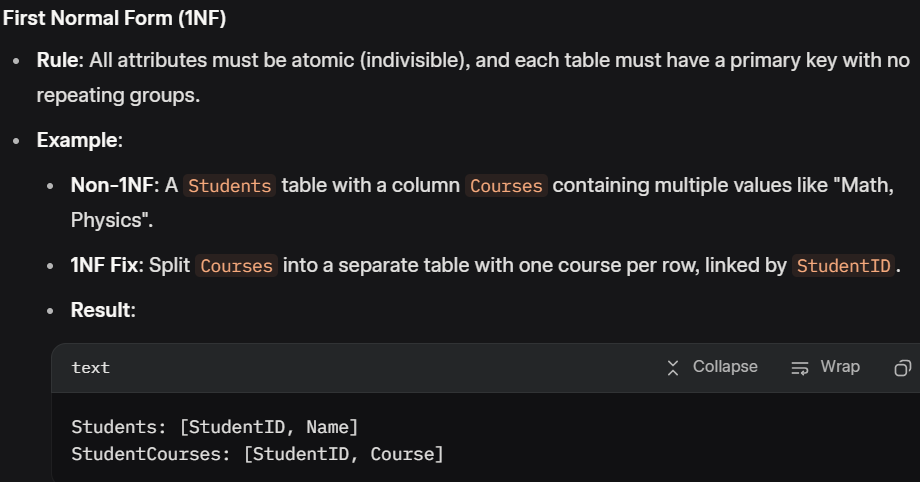 First Normal Form (1NF)
Rule: All attributes must be atomic (indivisible), and each table must have a primary key with no
repeating groups.
Example:
Non-1NF: A Students table with a column Courses containing multiple values like "Math,
Physics".
1NF Fix: Split Courses into a separate table with one course per row, linked by StudentID.
Result:
text Collapse Wrap
Students: [StudentID, Name]
StudentCourses: [StudentID, Course]